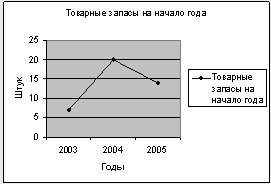 Товарные запасы на начало года
25
20
15
10
5
0
Штук
2003 2004 2005
Годы
Товарные
запасы на
начало года